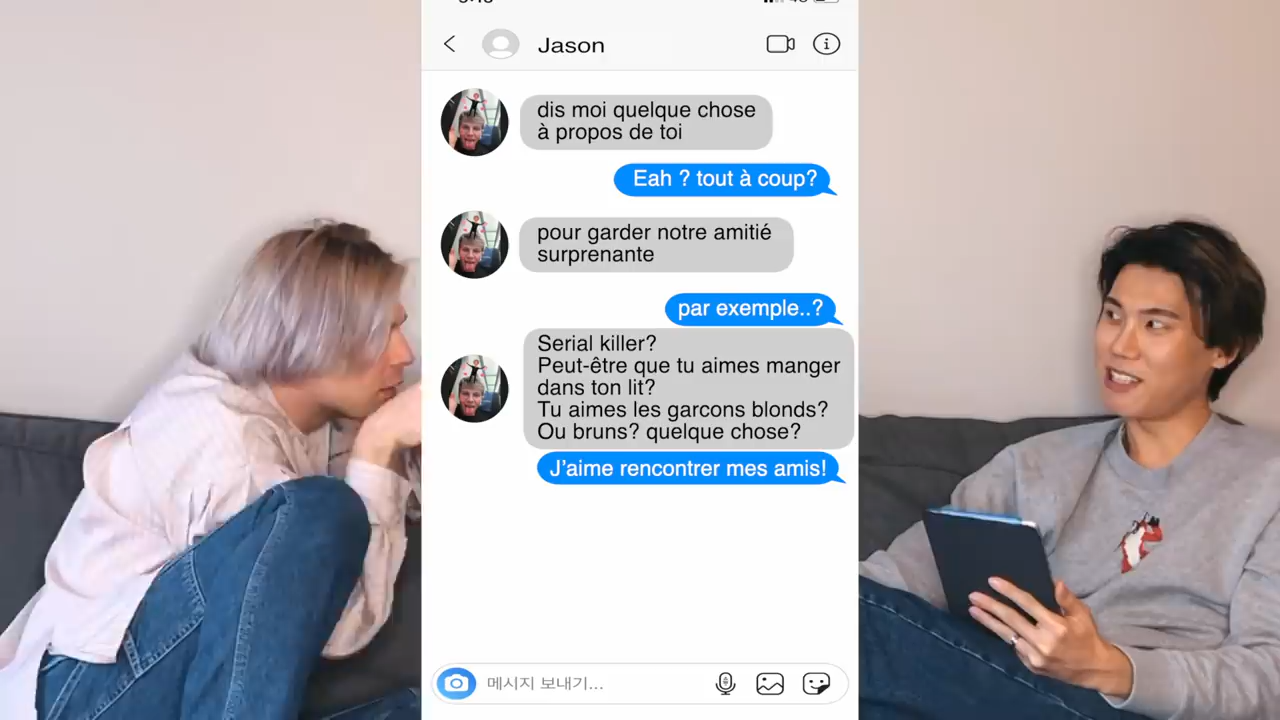 Jason
dis moi quelque chose
à propos de toi
Eah ? tout à coup?
pour garder notre amitié
surprenante
par exemple..?
Serial killer?
Peut-être que tu aimes manger
dans ton lit?
Tu aimes les garcons blonds?
Ou bruns? quelque chose?
J'aime rencontrer mes amis!
메시지 보내기...